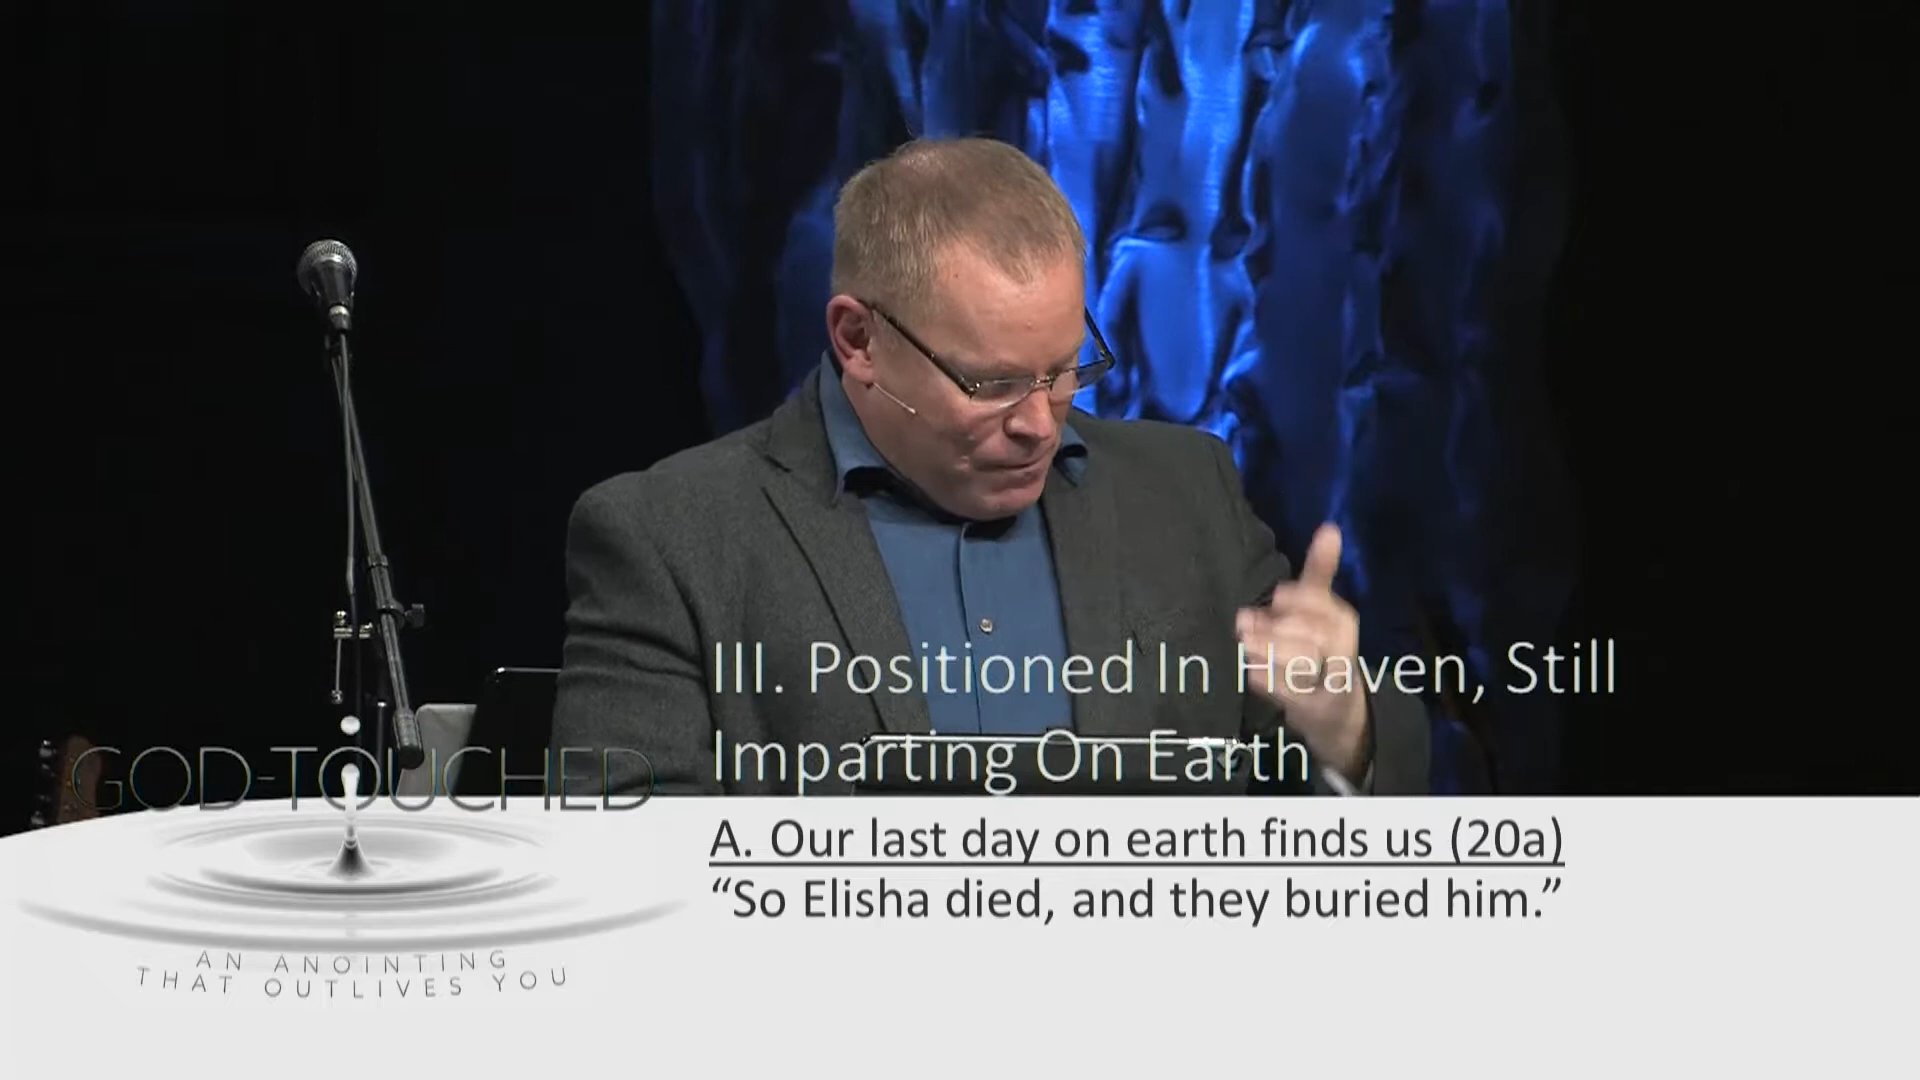 III. Positioned In Heaven, Still
Imparting On Earth
A. Our last day on earth finds us (20a)
“So Elisha died, and they buried him.”
GOD-TOUCHED
AN ANOINTING
THAT OUTLIVES YOU